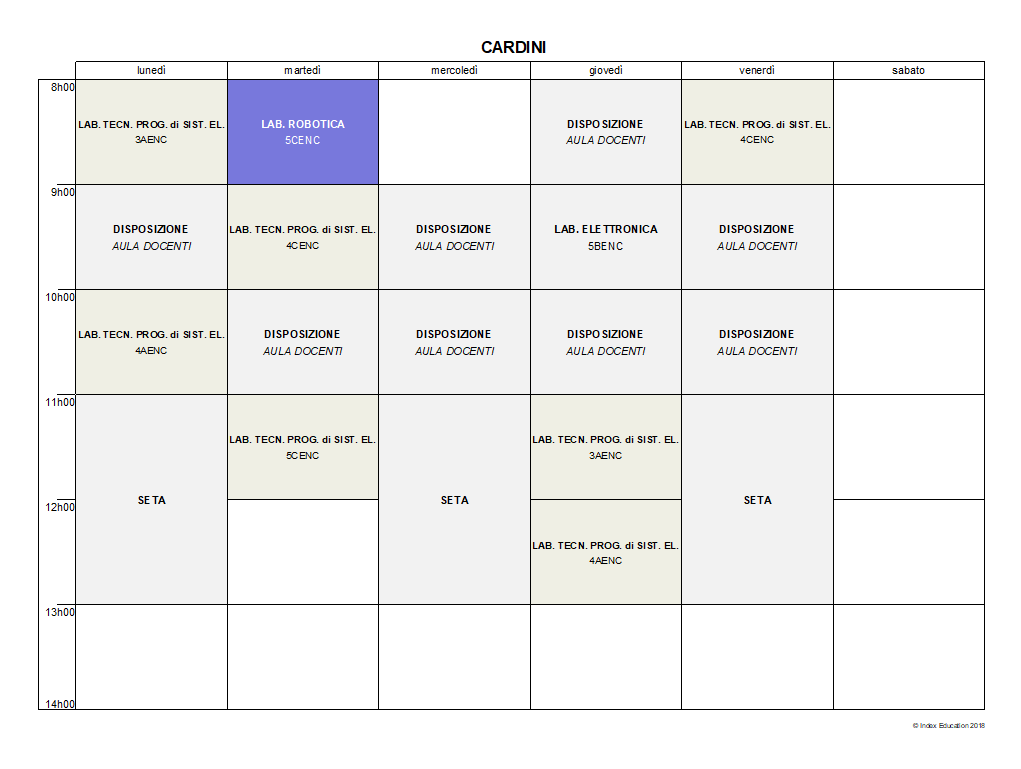 CARDINI
lunedì martedì mercoledì giovedì venerdì sabato
8h00
LAB. TECN. PROG. di SIST. EL.
3AENC
LAB. ROBOTICA
5CENC
DISPOSIZIONE
AULA DOCENTI
LAB. TECN. PROG. di SIST. EL.
4CENC
9h00
DISPOSIZIONE
AULA DOCENTI
LAB. TECN. PROG. di SIST. EL.
4CENC
DISPOSIZIONE
AULA DOCENTI
LAB. ELETTRONICA
5BENC
DISPOSIZIONE
AULA DOCENTI
10h00
LAB. TECN. PROG. di SIST. EL.
4AENC
DISPOSIZIONE
AULA DOCENTI
DISPOSIZIONE
AULA DOCENTI
DISPOSIZIONE
AULA DOCENTI
DISPOSIZIONE
AULA DOCENTI
11h00
SETA
LAB. TECN. PROG. di SIST. EL.
5CENC
SETA
LAB. TECN. PROG. di SIST. EL.
3AENC
SETA
12h00
LAB. TECN. PROG. di SIST. EL.
4AENC
13h00
14h00
© Index Education 2018